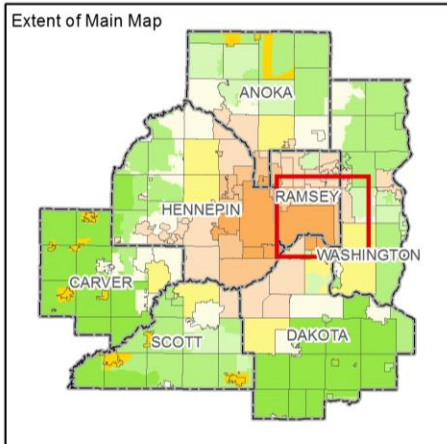 Extent of Main Map
ANOKA
RAMSEY
HENNEPIN
WASHINGTON
CARVER
SCOTT
DAKOTA